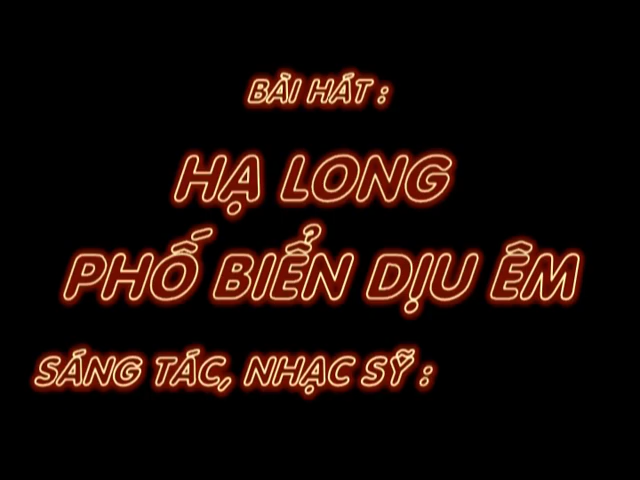 BÀI HÁT :
HẠ LONG
PHỐ BIỂN DỊU ÊM
SÁNG TÁC, NHẠC SỸ :